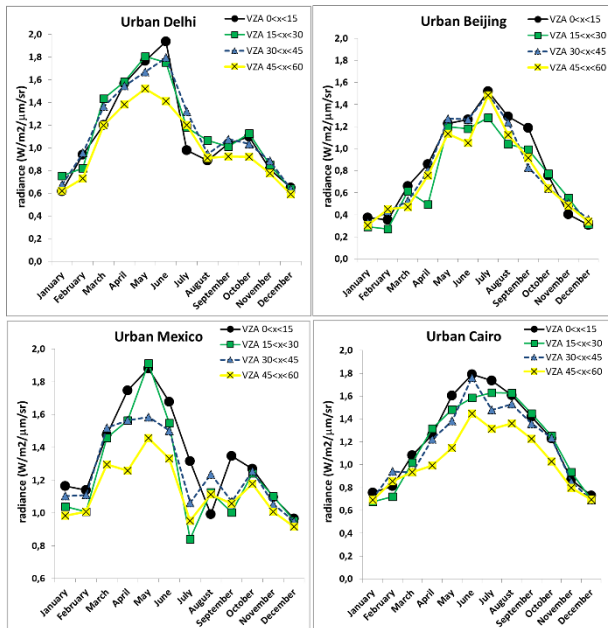 Urban Delhi
VZA 0<x<15
VZA 15<x<30
VZA 30<x<45
VZA 45<x<60
radiance (W/m2/µm/sr)
2,0
1,8
1,6
1,4
1,2
1,0
0,8
0,6
0,4
0,2
0,0
January
February
March
April
May
June
July
August
September
October
November
December
Urban Beijing
VZA 0<x<15
VZA 15<x<30
VZA 30<x<45
VZA 45<x<60
radiance (W/m2/µm/sr)
2,0
1,8
1,6
1,4
1,2
1,0
0,8
0,6
0,4
0,2
0,0
January
February
March
April
May
June
July
August
September
October
November
December
Urban Mexico
VZA 0<x<15
VZA 15<x<30
VZA 30<x<45
VZA 45<x<60
radiance (W/m2/µm/sr)
2,0
1,8
1,6
1,4
1,2
1,0
0,8
0,6
January
February
March
April
May
June
July
August
September
October
November
December
Urban Cairo
VZA 0<x<15
VZA 15<x<30
VZA 30<x<45
VZA 45<x<60
radiance (W/m2/µm/sr)
2,0
1,8
1,6
1,4
1,2
1,0
0,8
0,6
0,4
0,2
0,0
January
February
March
April
May
June
July
August
September
October
November
December